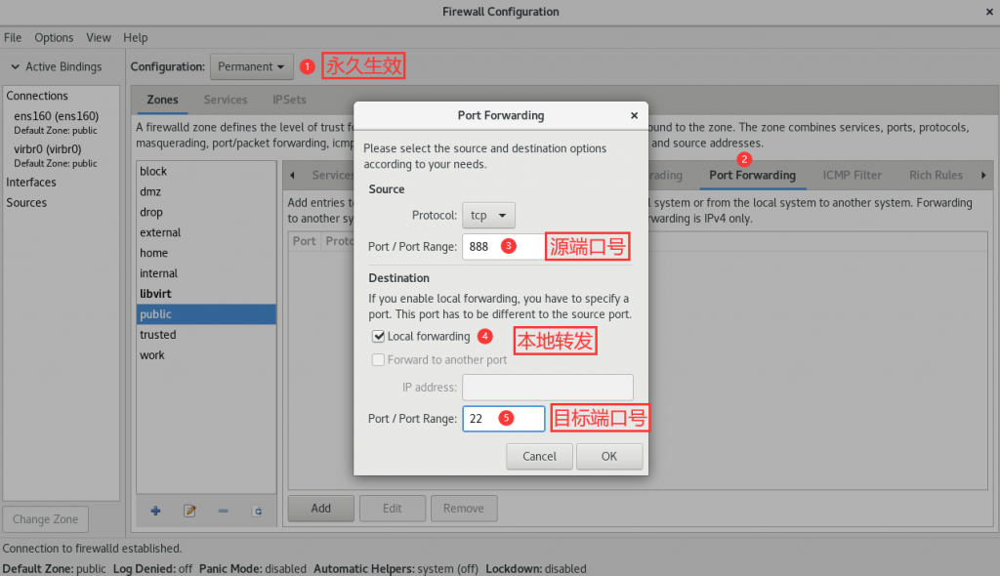 Firewall Configuration
×
File Options View Help
Active Bindings
Configuration: Permanent 1 永久生效
Connections
ens160 (ens160)
Default Zone: public
virbr0 (virbr0)
Default Zone: public
Interfaces
Sources
Change Zone
Zones Services IPSets
A firewalld zone defines the level of trust f
ound to the zone. The zone combines services, ports, protocols,
masquerading, port/packet forwarding, icmp
and source addresses.
block
dmz
drop
external
home
internal
libvirt
public
trusted
work
2
Services
rading Port Forwarding ICMP Filter Rich Rules
Add entries t
l system or from the local system to another system. Forwarding
to another sy
rwarding is IPv4 only.
Port Proto
Port Forwarding ×
Please select the source and destination options
according to your needs.
Source
Protocol: tcp
Port / Port Range: 888 3 源端口号
Destination
If you enable local forwarding, you have to specify a
port. This port has to be different to the source port.
Local forwarding 4 本地转发
Forward to another port
IP address:
Port / Port Range: 22 5 目标端口号
Cancel OK
Add Edit Remove
Connection to firewalld established.
Default Zone: public Log Denied: off Panic Mode: disabled Automatic Helpers: system (off) Lockdown: disabled